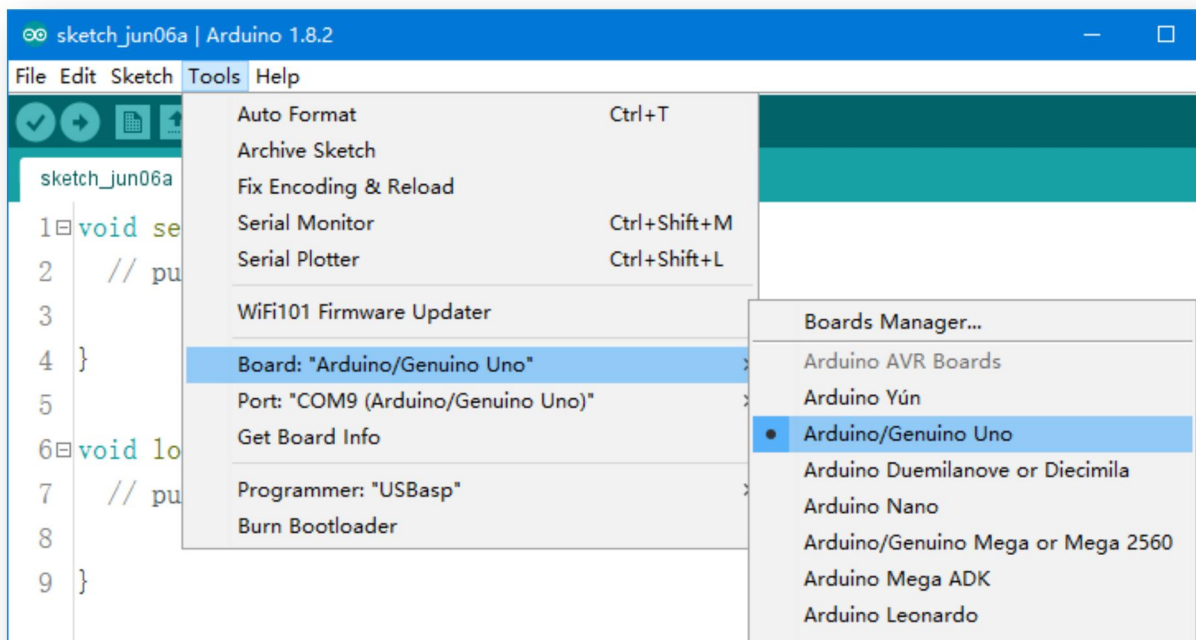 sketch_jun06a | Arduino 1.8.2
File Edit Sketch Tools Help
sketch_jun06a
Auto Format Ctrl+T
Archive Sketch
Fix Encoding & Reload
Serial Monitor Ctrl+Shift+M
Serial Plotter Ctrl+Shift+L
WiFi101 Firmware Updater
Board: "Arduino/Genuino Uno"
Port: "COM9 (Arduino/Genuino Uno)"
Get Board Info
Programmer: "USBasp"
Burn Bootloader
Boards Manager...
Arduino AVR Boards
Arduino Yún
Arduino/Genuino Uno
Arduino Duemilanove or Diecimila
Arduino Nano
Arduino/Genuino Mega or Mega 2560
Arduino Mega ADK
Arduino Leonardo
1 void se
2 // pu
3
4 }
5
6 void lo
7 // pu
8
9 }